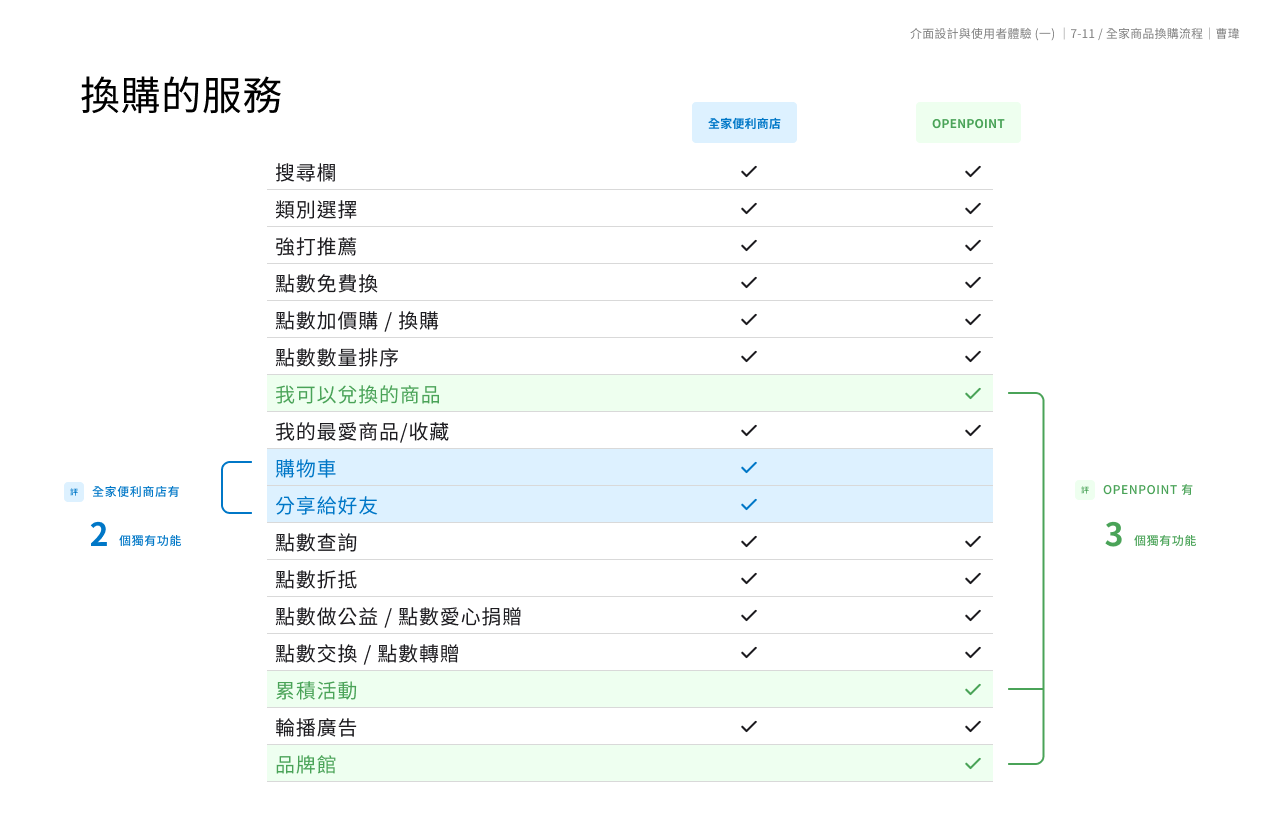 介面設計與使用者體驗 (一) ｜7-11 / 全家商品換購流程｜曹瑋
換購的服務
全家便利商店 OPENPOINT
搜尋欄
類別選擇
強打推薦
點數免費換
點數加價購 / 換購
點數數量排序
我可以兌換的商品
我的最愛商品/收藏
購物車
分享給好友
點數查詢
點數折抵
點數做公益 / 點數愛心捐贈
點數交換 / 點數轉贈
累積活動
輪播廣告
品牌館
評 全家便利商店有
2 個獨有功能
評 OPENPOINT 有
3 個獨有功能